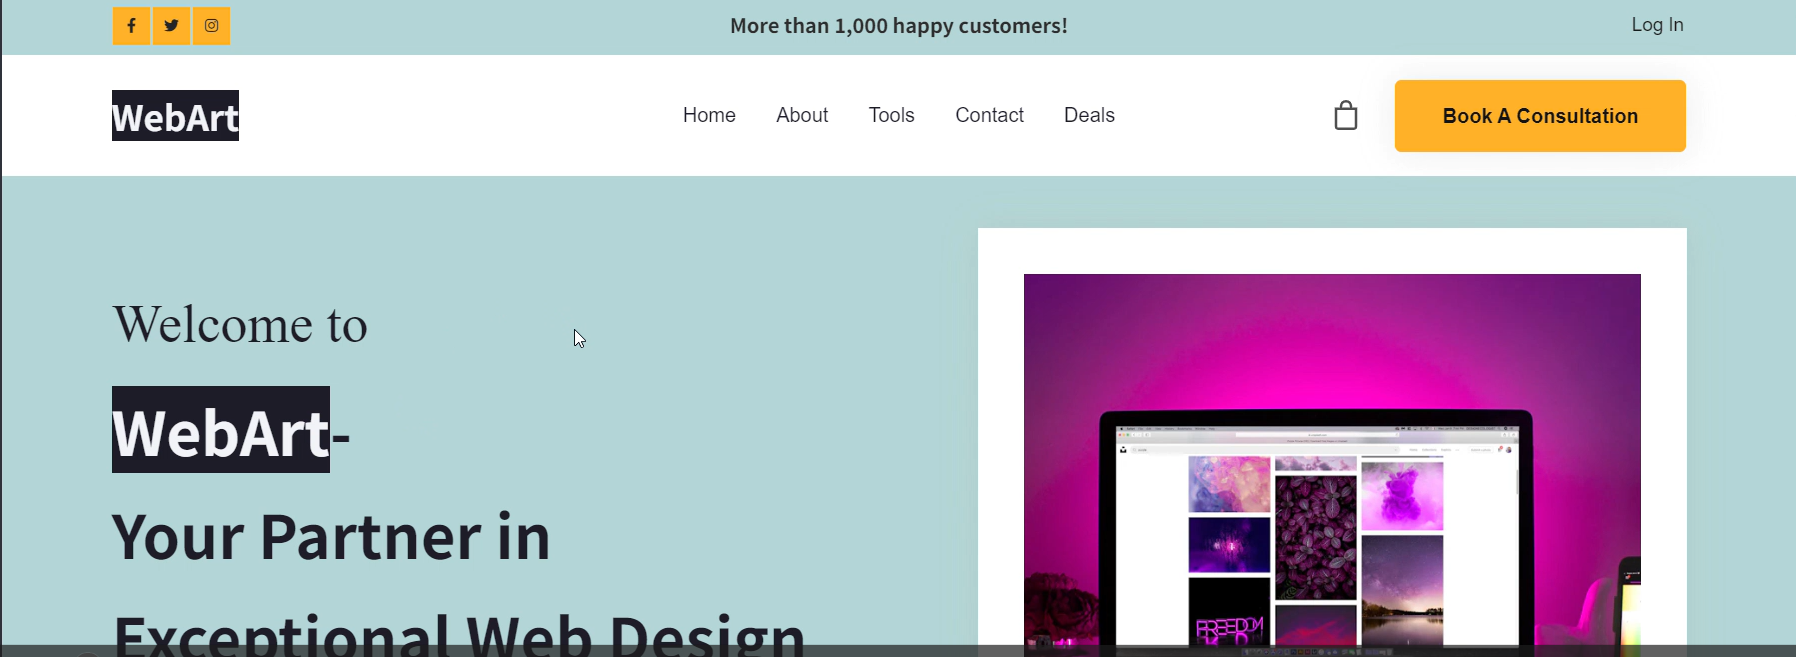 More than 1,000 happy customers!
Log In
WebArt
Home About Tools Contact Deals
Book A Consultation
Welcome to
WebArt-
Your Partner in
Exceptional Web Design
FREEDOM